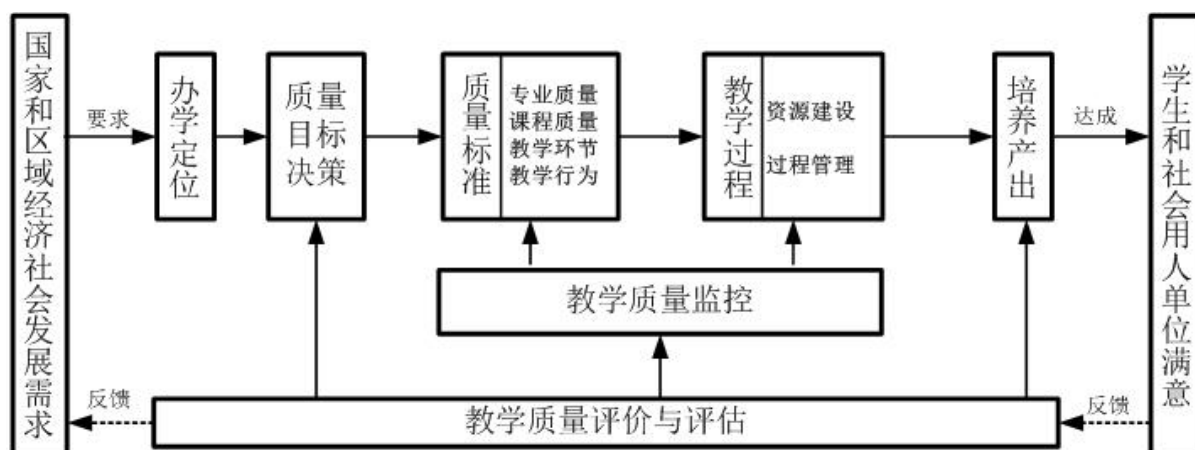 国家和区域经济社会发展需求
要求
办学定位
质量
目标
决策
质量标准
专业质量
课程质量
教学环节
教学行为
教学过程
资源建设
过程管理
培养产出
达成
学生和社会用人单位满意
教学质量监控
反馈
教学质量评价与评估
反馈